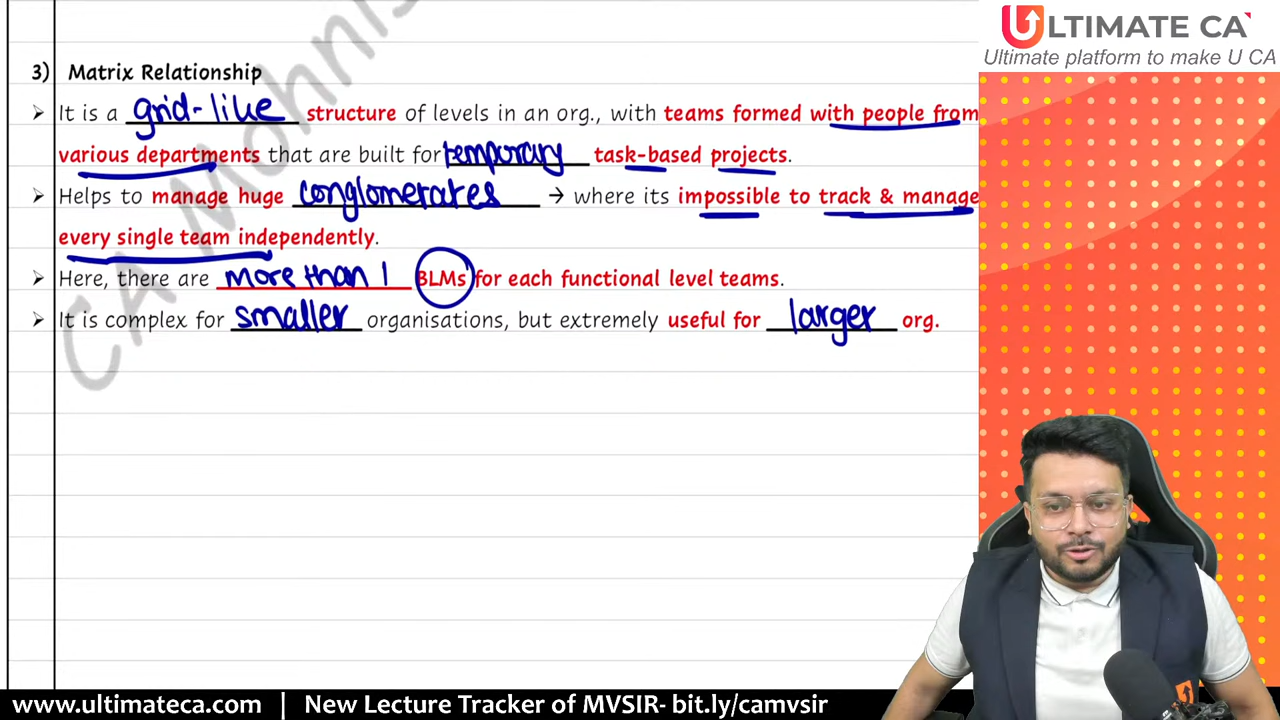 ULTIMATE CA
Ultimate platform to make U CA
3) Matrix Relationship
➢ It is a grid-like structure of levels in an org., with teams formed with people from
various departments that are built for temporary task-based projects.
➢ Helps to manage huge conglomerates → where its impossible to track & manage
every single team independently.
➢ Here, there are more than 1 BLMs for each functional level teams.
➢ It is complex for smaller organisations, but extremely useful for larger org.
CA Mohnis
www.ultimateca.com | New Lecture Tracker of MVSIR- bit.ly/camvsir